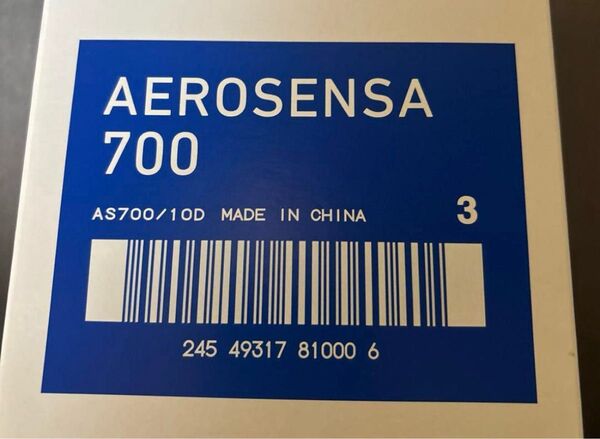 AEROSENSA
700
AS700/10D MADE IN CHINA 3
245 49317 81000 6